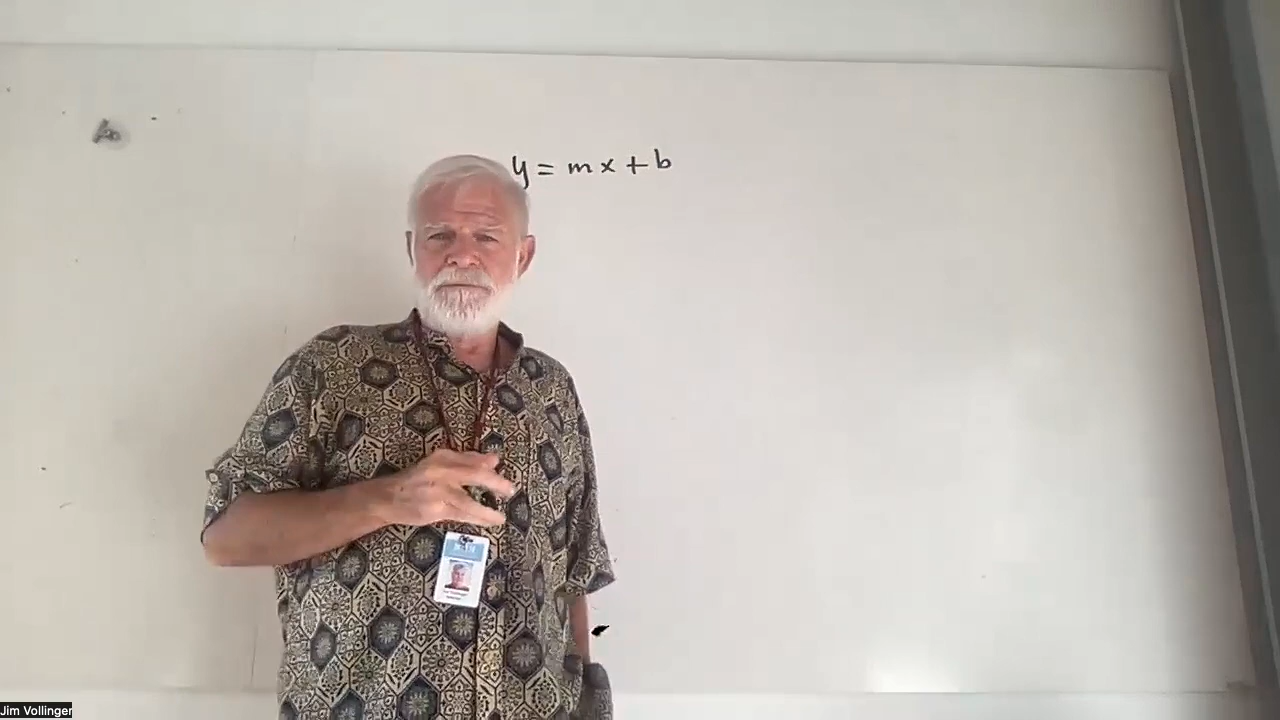 y = mx + b
Jim Vollinger